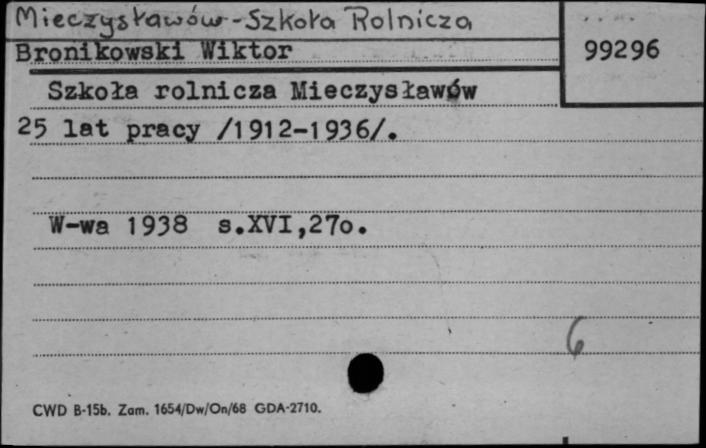 Mieczysławów-Szkoła Rolnicza
Bronikowski Wiktor
99296
Szkoła rolnicza Mieczysławów
25 lat pracy /1912-1936/.
W-wa 1938 s.XVI,27o.
6
CWD B-15b. Zam. 1654/Dw/On/68 GDA-2710.